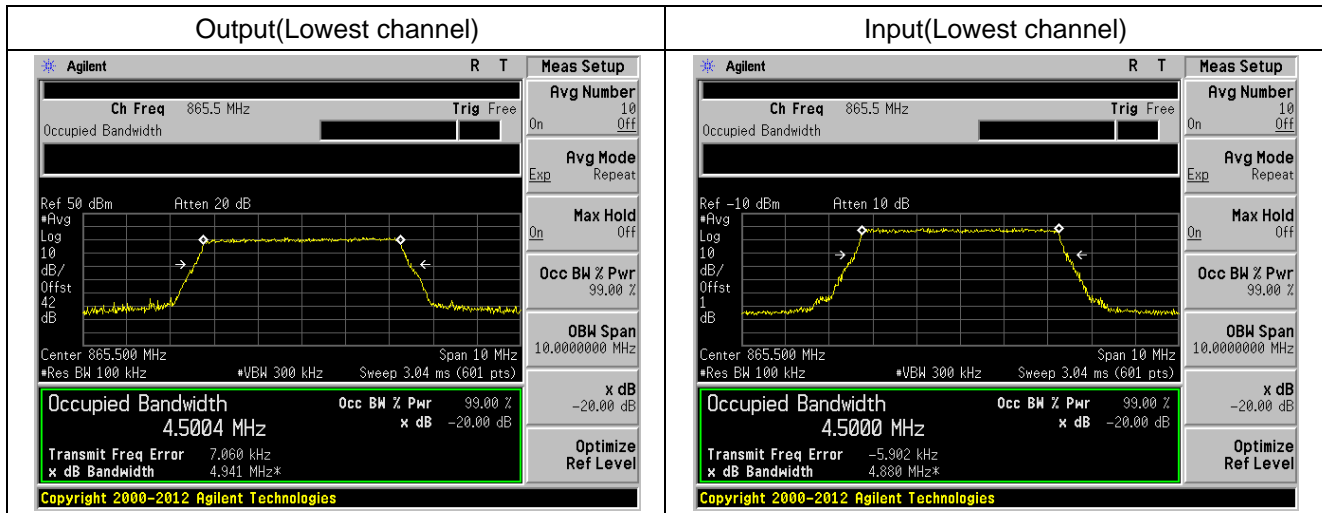 Output(Lowest channel)
Agilent R T
Ch Freq 865.5 MHz Trig Free
Occupied Bandwidth
Ref 50 dBm Atten 20 dB
#Avg
Log
10
dB/
Offst
42
dB
Center 865.500 MHz Span 10 MHz
#Res BW 100 kHz #VBW 300 kHz Sweep 3.04 ms (601 pts)
Occupied Bandwidth Occ BW % Pwr 99.00 %
4.5004 MHz x dB -20.00 dB
Transmit Freq Error 7.060 kHz
x dB Bandwidth 4.941 MHz*
Copyright 2000-2012 Agilent Technologies
Meas Setup
Avg Number
10
On Off
Avg Mode
Exp Repeat
Max Hold
On Off
Occ BW % Pwr
99.00 %
OBW Span
10.0000000 MHz
x dB
-20.00 dB
Optimize
Ref Level
Input(Lowest channel)
Agilent R T
Ch Freq 865.5 MHz Trig Free
Occupied Bandwidth
Ref -10 dBm Atten 10 dB
#Avg
Log
10
dB/
Offst
1
dB
Center 865.500 MHz Span 10 MHz
#Res BW 100 kHz #VBW 300 kHz Sweep 3.04 ms (601 pts)
Occupied Bandwidth Occ BW % Pwr 99.00 %
4.5000 MHz x dB -20.00 dB
Transmit Freq Error -5.902 kHz
x dB Bandwidth 4.880 MHz*
Copyright 2000-2012 Agilent Technologies
Meas Setup
Avg Number
10
On Off
Avg Mode
Exp Repeat
Max Hold
On Off
Occ BW % Pwr
99.00 %
OBW Span
10.0000000 MHz
x dB
-20.00 dB
Optimize
Ref Level